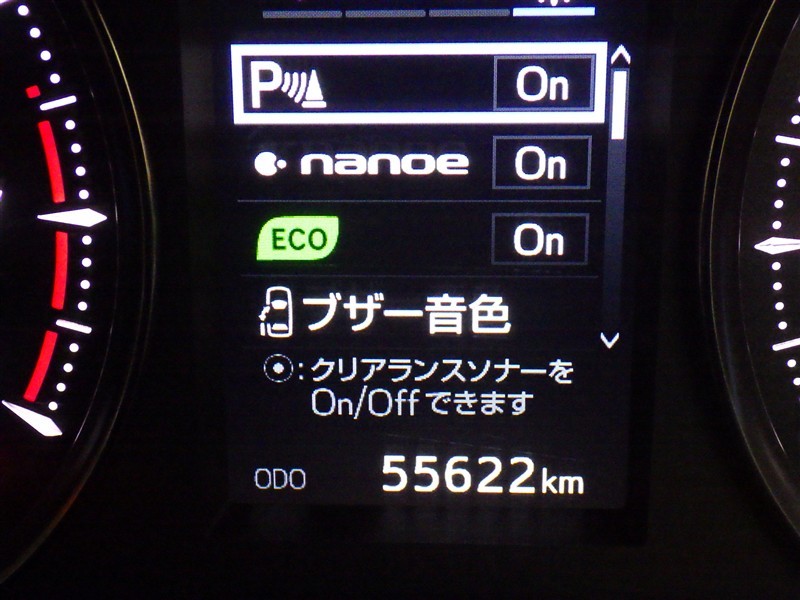 P On
nanoe On
ECO On
ブザー音色
:クリアランスソナーを
On/Offできます
ODO 55622km